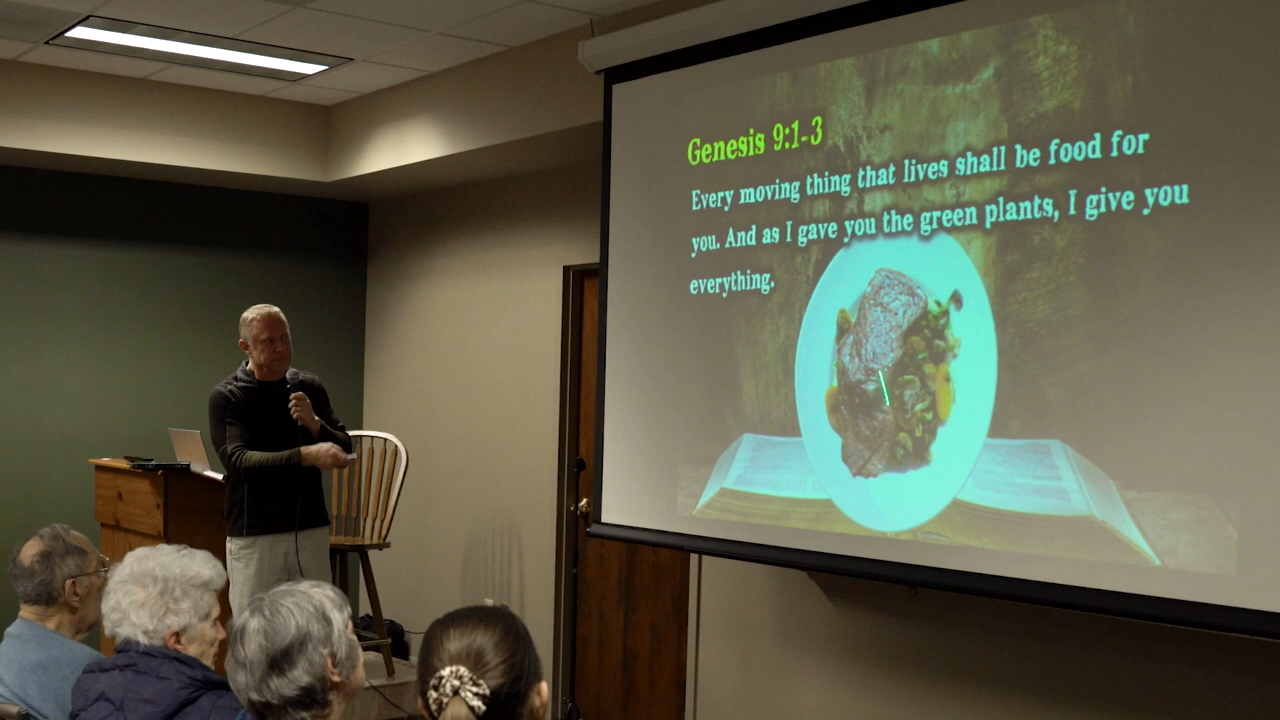 Genesis 9:1-3
Every moving thing that lives shall be food for
you. And as I gave you the green plants, I give you
everything.